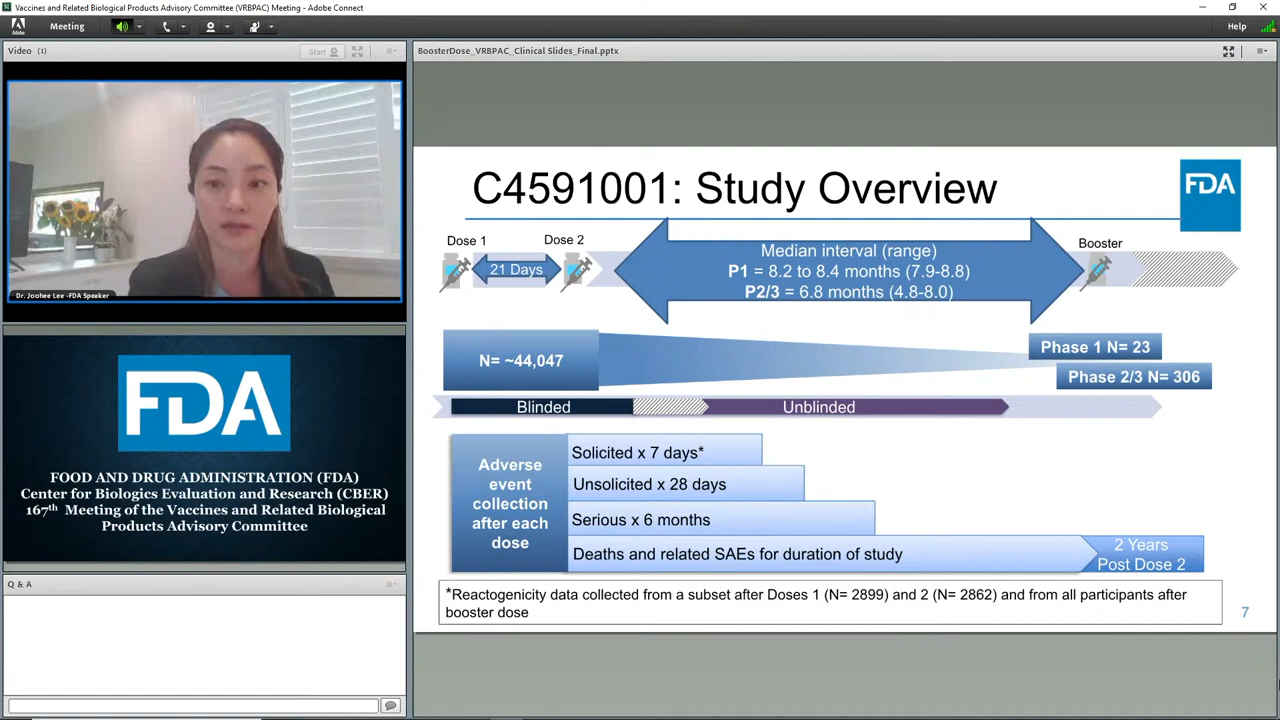 Vaccines and Related Biological Products Advisory Committee (VRBPAC) Meeting - Adobe Connect
Meeting
Help
Video (1)
Start
Dr. Joohee Lee -FDA Speaker
FDA
FOOD AND DRUG ADMINISTRATION (FDA)
Center for Biologics Evaluation and Research (CBER)
167th Meeting of the Vaccines and Related Biological
Products Advisory Committee
Q & A
BoosterDose_VRBPAC_Clinical Slides_Final.pptx
C4591001: Study Overview
FDA
Dose 1
Dose 2
21 Days
Median interval (range)
P1 = 8.2 to 8.4 months (7.9-8.8)
P2/3 = 6.8 months (4.8-8.0)
Booster
N= ~44,047
Phase 1 N= 23
Phase 2/3 N= 306
Blinded
Unblinded
Adverse
event
collection
after each
dose
Solicited x 7 days*
Unsolicited x 28 days
Serious x 6 months
Deaths and related SAEs for duration of study
2 Years
Post Dose 2
*Reactogenicity data collected from a subset after Doses 1 (N= 2899) and 2 (N= 2862) and from all participants after
booster dose
7